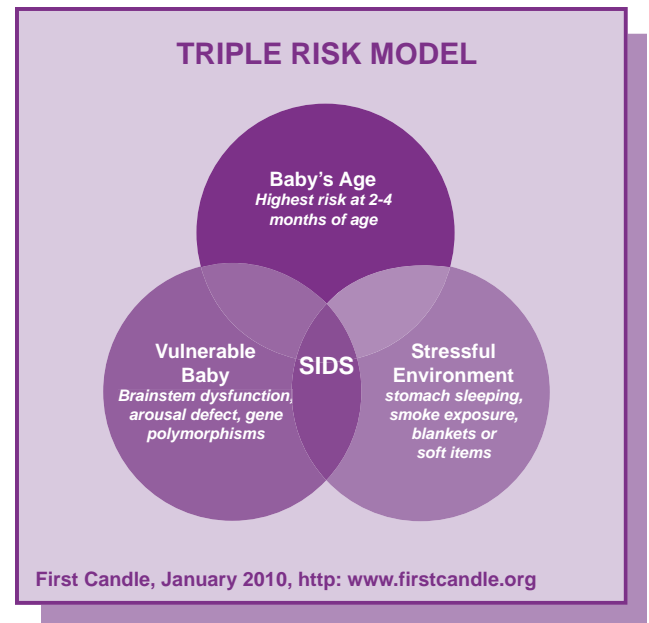 TRIPLE RISK MODEL
Baby's Age
Highest risk at 2-4
months of age
Vulnerable
Baby
Brainstem dysfunction,
arousal defect, gene
polymorphisms
SIDS
Stressful
Environment
stomach sleeping,
smoke exposure,
blankets or
soft items
First Candle, January 2010, http: www.firstcandle.org